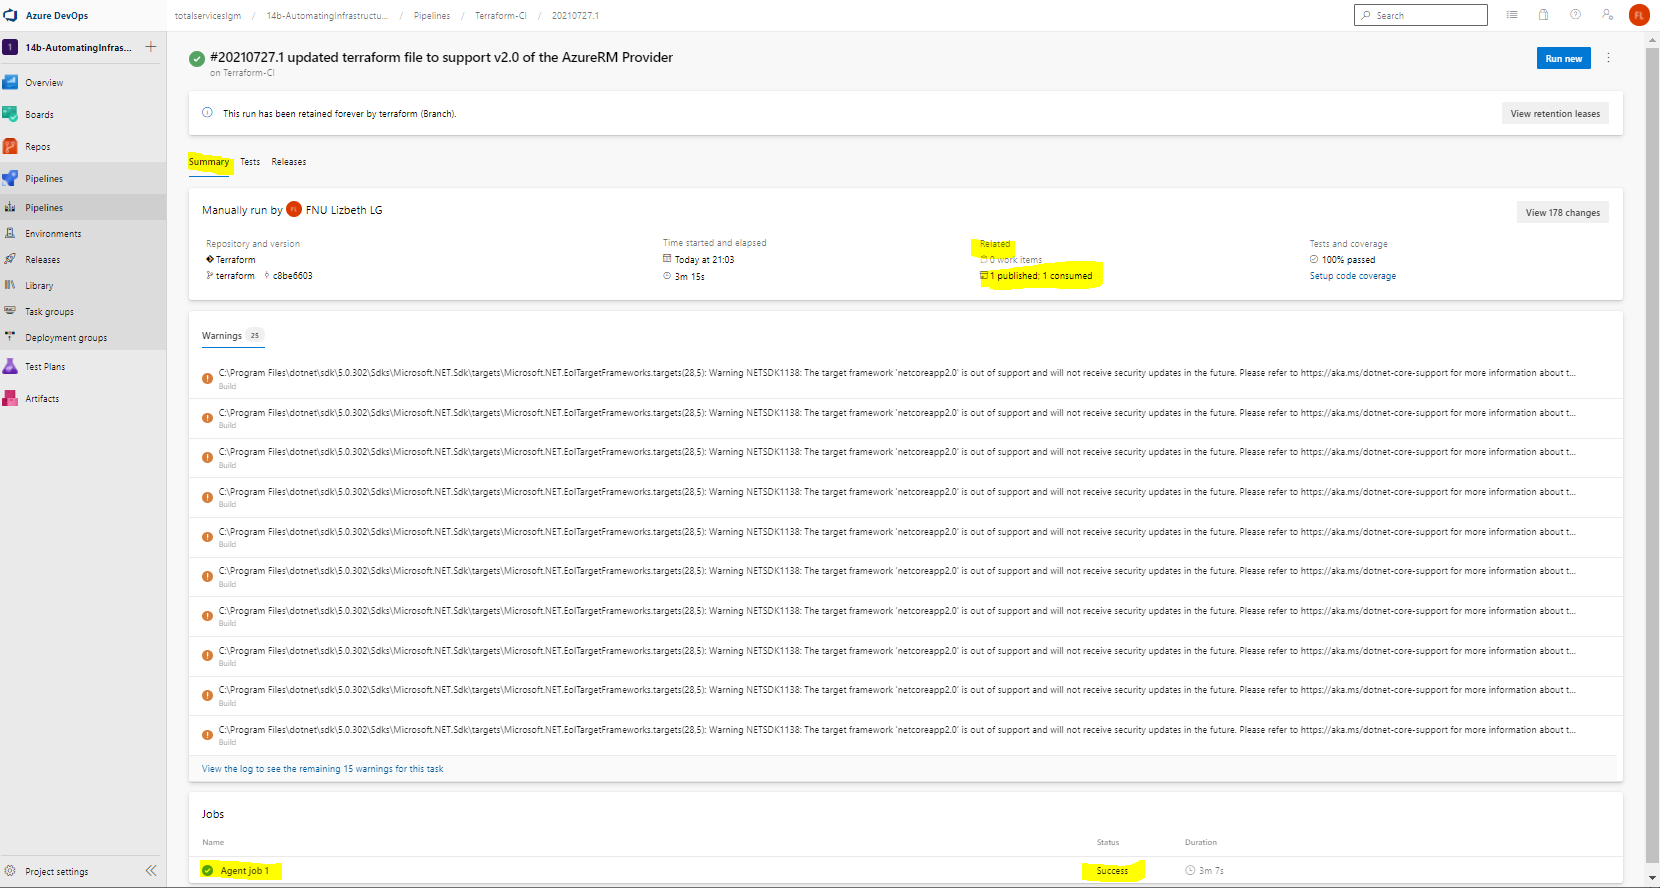 Azure DevOps
totalserviceslgm / 14b-AutomatingInfrastructu... / Pipelines / Terraform-CI / 20210727.1
Search
FL
1 14b-AutomatingInfras...
Overview
Boards
Repos
Pipelines
Pipelines
Environments
Releases
Library
Task groups
Deployment groups
Test Plans
Artifacts
Project settings
#20210727.1 updated terraform file to support v2.0 of the AzureRM Provider
on Terraform-CI
Run new
This run has been retained forever by terraform (Branch).
View retention leases
Summary Tests Releases
Manually run by FL FNU Lizbeth LG
View 178 changes
Repository and version
Terraform
terraform c8be6603
Time started and elapsed
Today at 21:03
3m 15s
Related
0 work items
1 published; 1 consumed
Tests and coverage
100% passed
Setup code coverage
Warnings 25
C:\Program Files\dotnet\sdk\5.0.302\Sdks\Microsoft.NET.Sdk\targets\Microsoft.NET.EolTargetFrameworks.targets(28,5): Warning NETSDK1138: The target framework 'netcoreapp2.0' is out of support and will not receive security updates in the future. Please refer to https://aka.ms/dotnet-core-support for more information about t...
Build
C:\Program Files\dotnet\sdk\5.0.302\Sdks\Microsoft.NET.Sdk\targets\Microsoft.NET.EolTargetFrameworks.targets(28,5): Warning NETSDK1138: The target framework 'netcoreapp2.0' is out of support and will not receive security updates in the future. Please refer to https://aka.ms/dotnet-core-support for more information about t...
Build
C:\Program Files\dotnet\sdk\5.0.302\Sdks\Microsoft.NET.Sdk\targets\Microsoft.NET.EolTargetFrameworks.targets(28,5): Warning NETSDK1138: The target framework 'netcoreapp2.0' is out of support and will not receive security updates in the future. Please refer to https://aka.ms/dotnet-core-support for more information about t...
Build
C:\Program Files\dotnet\sdk\5.0.302\Sdks\Microsoft.NET.Sdk\targets\Microsoft.NET.EolTargetFrameworks.targets(28,5): Warning NETSDK1138: The target framework 'netcoreapp2.0' is out of support and will not receive security updates in the future. Please refer to https://aka.ms/dotnet-core-support for more information about t...
Build
C:\Program Files\dotnet\sdk\5.0.302\Sdks\Microsoft.NET.Sdk\targets\Microsoft.NET.EolTargetFrameworks.targets(28,5): Warning NETSDK1138: The target framework 'netcoreapp2.0' is out of support and will not receive security updates in the future. Please refer to https://aka.ms/dotnet-core-support for more information about t...
Build
C:\Program Files\dotnet\sdk\5.0.302\Sdks\Microsoft.NET.Sdk\targets\Microsoft.NET.EolTargetFrameworks.targets(28,5): Warning NETSDK1138: The target framework 'netcoreapp2.0' is out of support and will not receive security updates in the future. Please refer to https://aka.ms/dotnet-core-support for more information about t...
Build
C:\Program Files\dotnet\sdk\5.0.302\Sdks\Microsoft.NET.Sdk\targets\Microsoft.NET.EolTargetFrameworks.targets(28,5): Warning NETSDK1138: The target framework 'netcoreapp2.0' is out of support and will not receive security updates in the future. Please refer to https://aka.ms/dotnet-core-support for more information about t...
Build
C:\Program Files\dotnet\sdk\5.0.302\Sdks\Microsoft.NET.Sdk\targets\Microsoft.NET.EolTargetFrameworks.targets(28,5): Warning NETSDK1138: The target framework 'netcoreapp2.0' is out of support and will not receive security updates in the future. Please refer to https://aka.ms/dotnet-core-support for more information about t...
Build
C:\Program Files\dotnet\sdk\5.0.302\Sdks\Microsoft.NET.Sdk\targets\Microsoft.NET.EolTargetFrameworks.targets(28,5): Warning NETSDK1138: The target framework 'netcoreapp2.0' is out of support and will not receive security updates in the future. Please refer to https://aka.ms/dotnet-core-support for more information about t...
Build
C:\Program Files\dotnet\sdk\5.0.302\Sdks\Microsoft.NET.Sdk\targets\Microsoft.NET.EolTargetFrameworks.targets(28,5): Warning NETSDK1138: The target framework 'netcoreapp2.0' is out of support and will not receive security updates in the future. Please refer to https://aka.ms/dotnet-core-support for more information about t...
Build
View the log to see the remaining 15 warnings for this task
Jobs
Name Status Duration
Agent job 1 Success 3m 7s